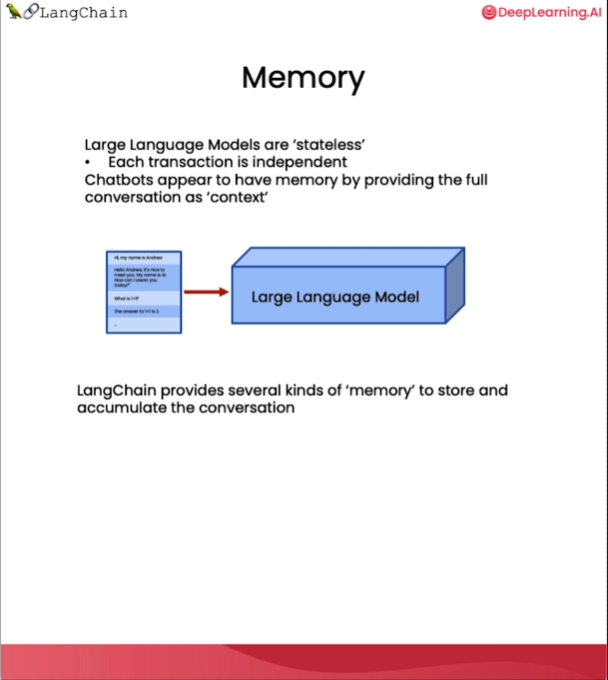 LangChain
DeepLearning.AI
Memory
Large Language Models are ‘stateless’
• Each transaction is independent
Chatbots appear to have memory by providing the full
conversation as ‘context’
Hi, my name is Andrew
Hello Andrew, It's nice to
meet you, My name is AI.
How can I assist you
today?"
What is 1+1?
The answer to 1+1 is 2.
Large Language Model
LangChain provides several kinds of ‘memory’ to store and
accumulate the conversation